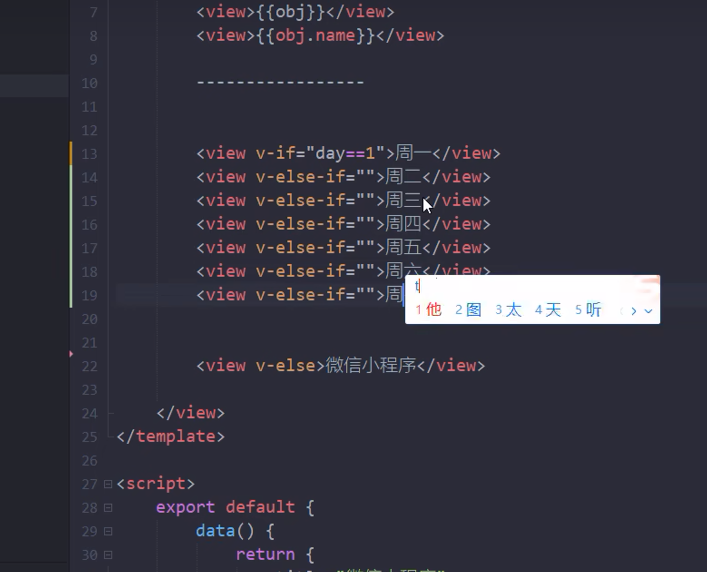 7 <view>{{obj}}</view>
8 <view>{{obj.name}}</view>
9
10 -----------------
11
12
13 <view v-if="day==1">周一</view>
14 <view v-else-if="">周二</view>
15 <view v-else-if="">周三</view>
16 <view v-else-if="">周四</view>
17 <view v-else-if="">周五</view>
18 <view v-else-if="">周六</view>
19 <view v-else-if="">周
t
1 他 2 图 3 太 4 天 5 听
20
21
22 <view v-else>微信小程序</view>
23
24 </view>
25 </template>
26
27 <script>
28 export default {
29 data() {
30 return {